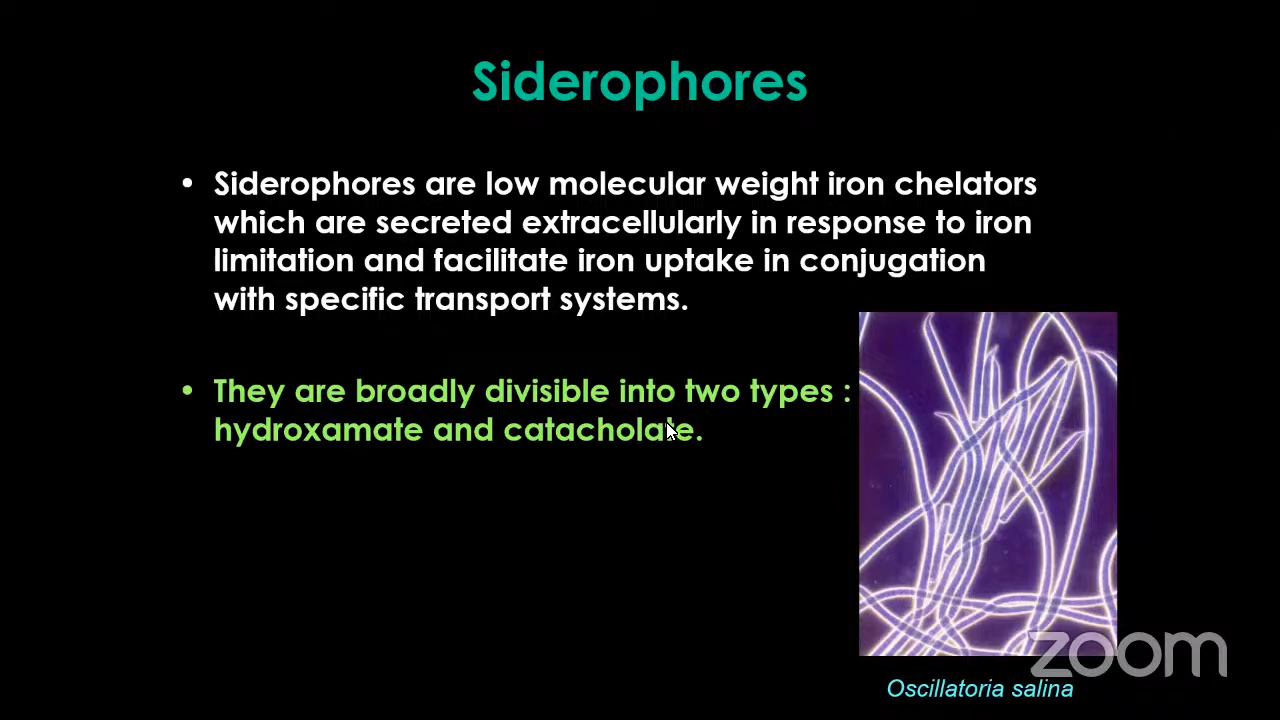 Siderophores
• Siderophores are low molecular weight iron chelators
which are secreted extracellularly in response to iron
limitation and facilitate iron uptake in conjugation
with specific transport systems.
• They are broadly divisible into two types :
hydroxamate and catacholate.
zoom
Oscillatoria salina